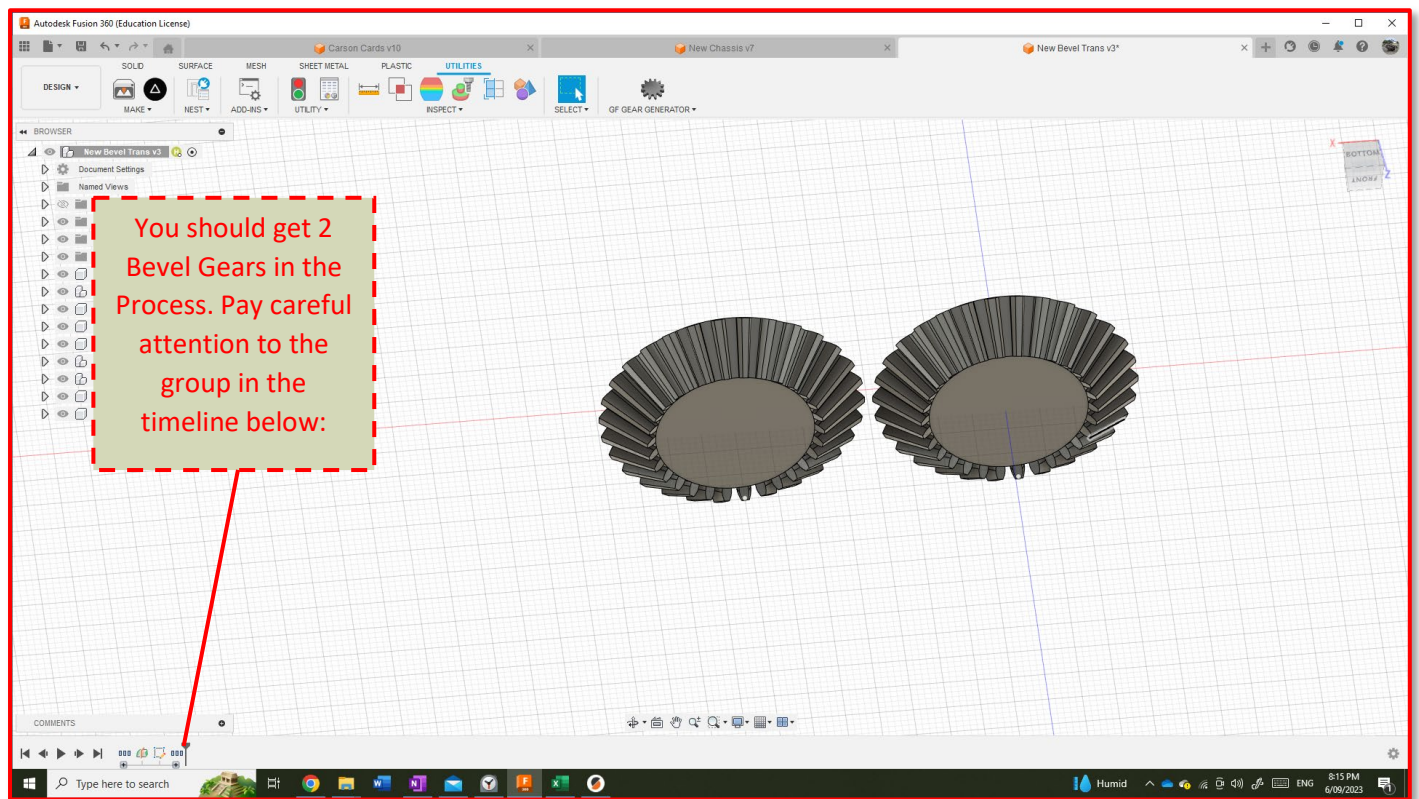 Autodesk Fusion 360 (Education License)
Carson Cards v10
New Chassis v7
New Bevel Trans v3*
SOLID SURFACE MESH SHEET METAL PLASTIC UTILITIES
DESIGN
MAKE NEST ADD-INS UTILITY INSPECT SELECT GF GEAR GENERATOR
BROWSER
New Bevel Trans v3
Document Settings
Named Views
You should get 2
Bevel Gears in the
Process. Pay careful
attention to the
group in the
timeline below:
X
BOTTOM
FRONT
Z
COMMENTS
Type here to search
Humid
ENG
8:15 PM
6/09/2023